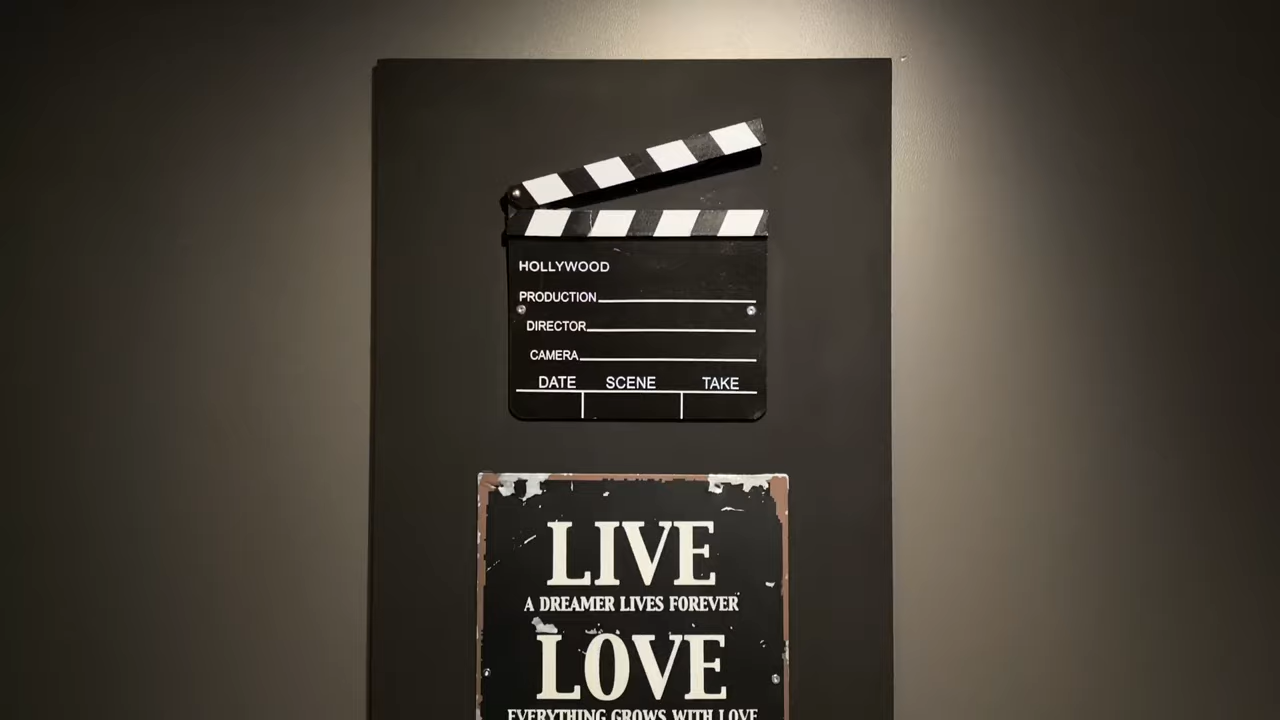 HOLLYWOOD
PRODUCTION
DIRECTOR
CAMERA
DATE SCENE TAKE
LIVE
A DREAMER LIVES FOREVER
LOVE
EVERYTHING GROWS WITH LOVE